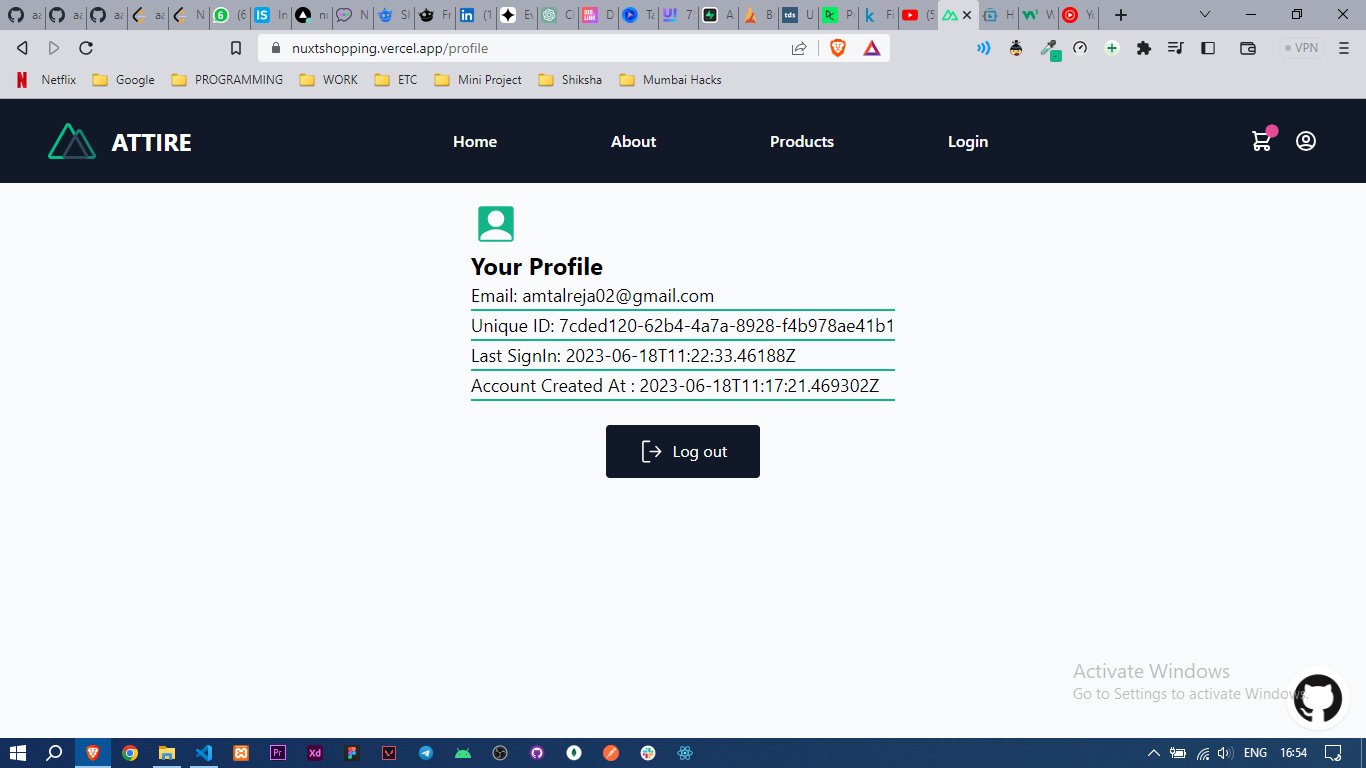 nuxtshopping.vercel.app/profile
VPN
Netflix
Google
PROGRAMMING
WORK
ETC
Mini Project
Shiksha
Mumbai Hacks
ATTIRE
Home
About
Products
Login
Your Profile
Email: amtalreja02@gmail.com
Unique ID: 7cded120-62b4-4a7a-8928-f4b978ae41b1
Last SignIn: 2023-06-18T11:22:33.46188Z
Account Created At : 2023-06-18T11:17:21.469302Z
Log out
Activate Windows
Go to Settings to activate Windows.
ENG
16:54